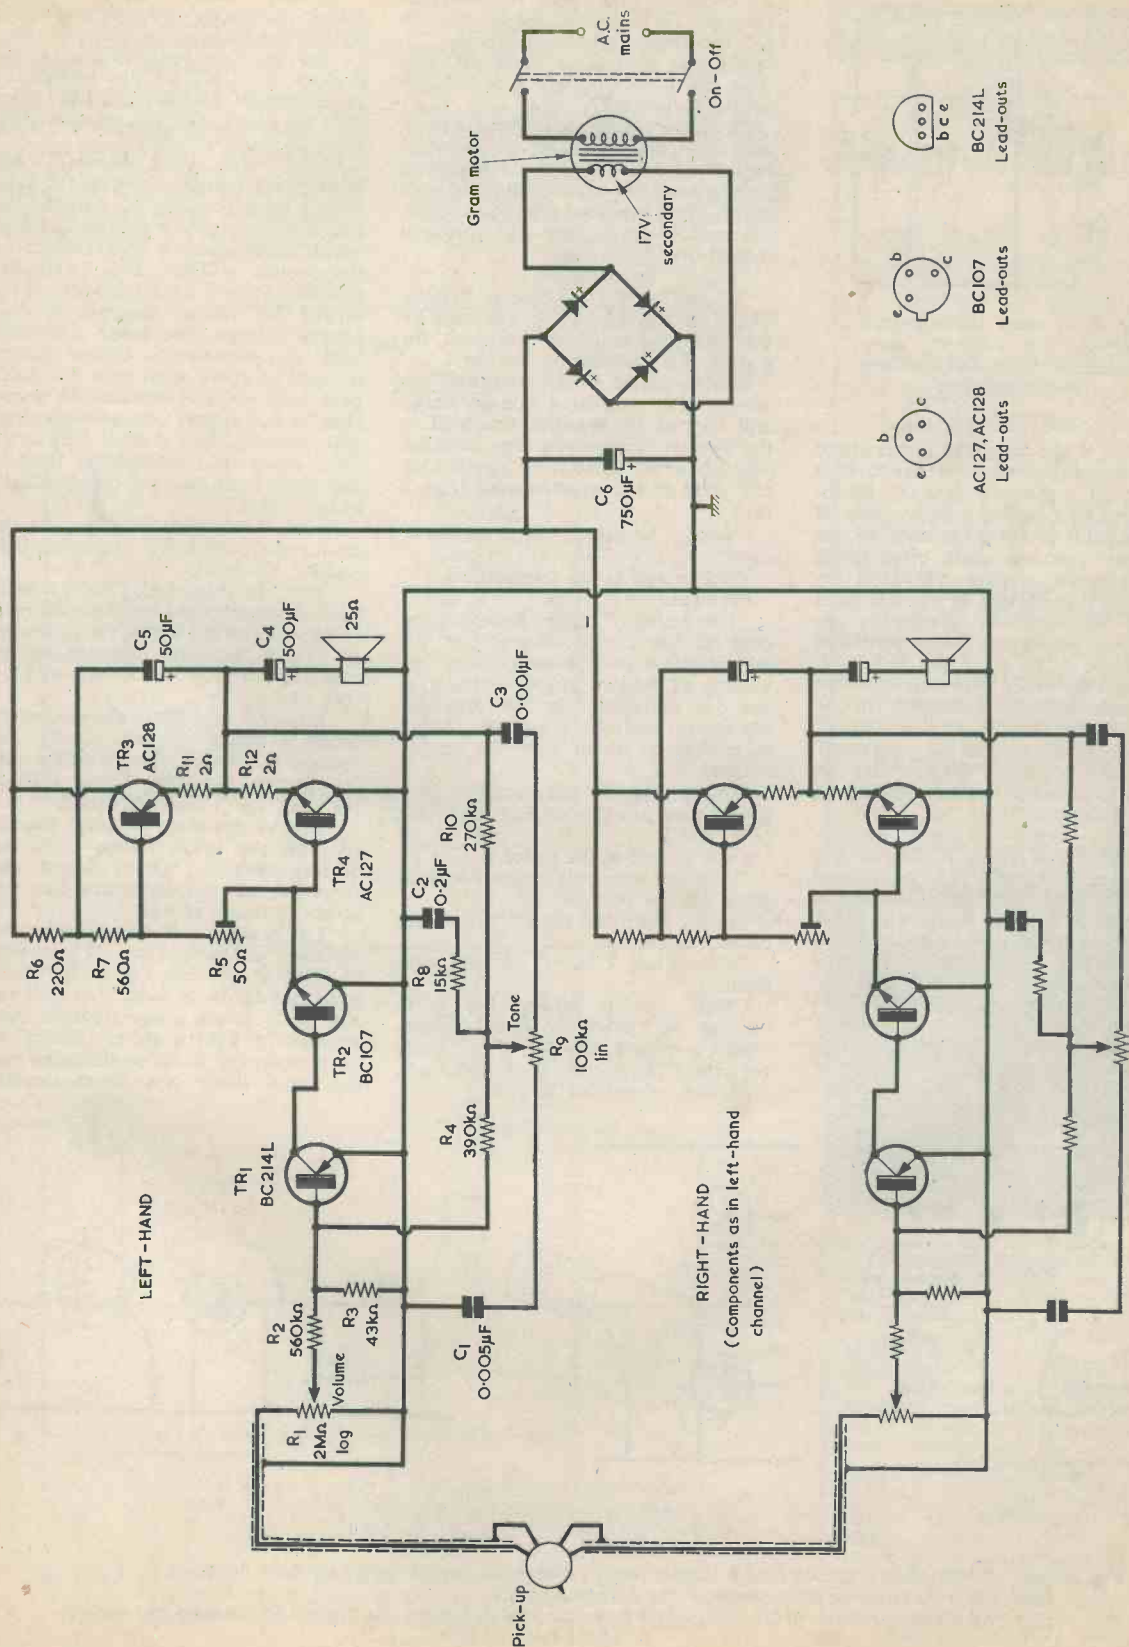 A.C.
mains
On-Off
Gram motor
17V
secondary
b c e
BC214L
Lead-outs
e
b
c
BC107
Lead-outs
b
e
c
AC127, AC128
Lead-outs
C6
750µF
+
C5
50µF
+
C4
500µF
+
25Ω
C3
0·001µF
TR3
AC128
R11
2Ω
R12
2Ω
TR4
AC127
R10
270kΩ
C2
0·2µF
R6
220Ω
R7
560Ω
R5
50Ω
R8
15kΩ
TR2
BC107
Tone
R9
100kΩ
lin
R4
390kΩ
TR1
BC214L
LEFT-HAND
R2
560kΩ
R3
43kΩ
C1
0·005µF
Volume
R1
2MΩ
log
RIGHT-HAND
(Components as in left-hand
channel)
+
+
Pick-up
+
+
+
+